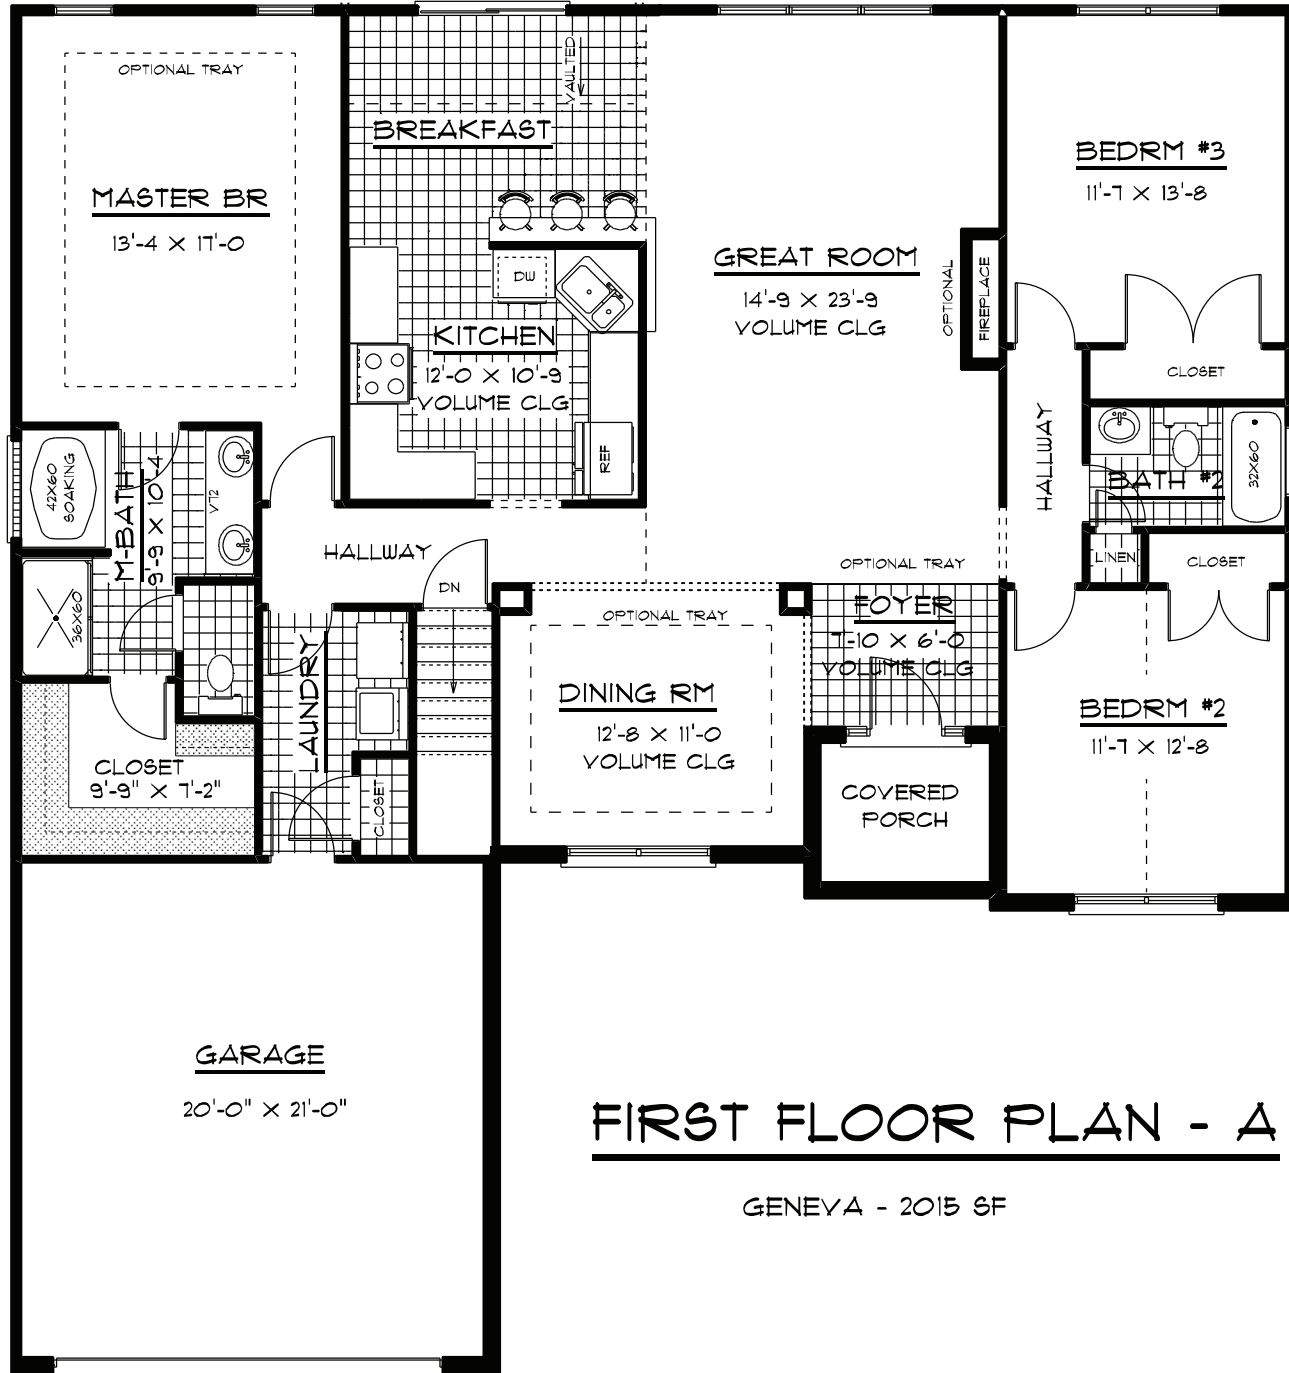 OPTIONAL TRAY
MASTER BR
13'-4 X 17'-0
VAULTED
BREAKFAST
DW
KITCHEN
12'-0 X 10'-9
VOLUME CLG
REF
GREAT ROOM
14'-9 X 23'-9
VOLUME CLG
OPTIONAL
FIREPLACE
BEDRM #3
11'-7 X 13'-8
CLOSET
HALLWAY
BATH #2
32X60
LINEN
CLOSET
42X60
SOAKING
M-BATH
9'-9 X 10'-4
VT2
36X60
HALLWAY
DN
OPTIONAL TRAY
OPTIONAL TRAY
FOYER
7'-10 X 6'-0
VOLUME CLG
LAUNDRY
DINING RM
12'-8 X 11'-0
VOLUME CLG
BEDRM #2
11'-7 X 12'-8
CLOSET
9'-9" X 7'-2"
CLOSET
COVERED
PORCH
GARAGE
20'-0" X 21'-0"
FIRST FLOOR PLAN - A
GENEVA - 2015 SF